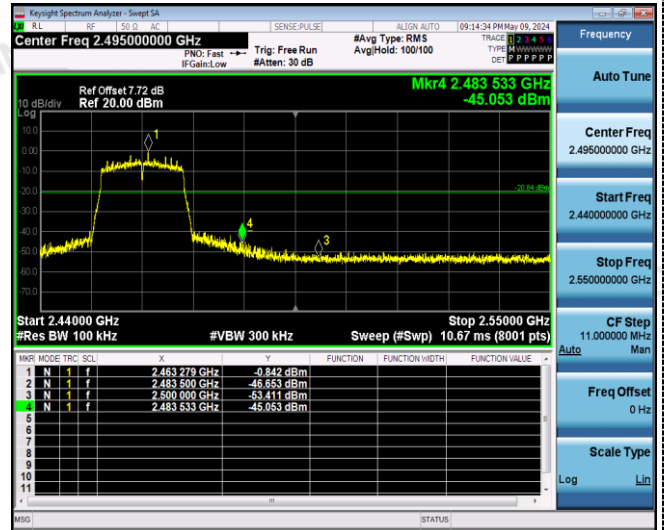 Keysight Spectrum Analyzer - Swept SA
RL RF 50 Ω AC SENSE:PULSE ALIGN AUTO 09:14:34 PM May 09, 2024
Center Freq 2.495000000 GHz
PNO: Fast
IFGain:Low
Trig: Free Run
#Atten: 30 dB
#Avg Type: RMS
Avg|Hold: 100/100
TRACE 1 2 3 4 5 6
TYPE M W W W W W
DET P P P P P P
Ref Offset 7.72 dB
Ref 20.00 dBm
10 dB/div
Log
Mkr4 2.483 533 GHz
-45.053 dBm
10.0
0.00
-10.0
-20.0
-30.0
-40.0
-50.0
-60.0
-70.0
1
4
3
-20.84 dBm
Start 2.44000 GHz
Stop 2.55000 GHz
#Res BW 100 kHz
#VBW 300 kHz
Sweep (#Swp) 10.67 ms (8001 pts)
MKR MODE TRC SCL X Y FUNCTION FUNCTION WIDTH FUNCTION VALUE
1 N 1 f 2.463 279 GHz -0.842 dBm
2 N 1 f 2.483 500 GHz -46.653 dBm
3 N 1 f 2.500 000 GHz -53.411 dBm
4 N 1 f 2.483 533 GHz -45.053 dBm
5
6
7
8
9
10
11
MSG
STATUS
Frequency
Auto Tune
Center Freq
2.495000000 GHz
Start Freq
2.440000000 GHz
Stop Freq
2.550000000 GHz
CF Step
11.000000 MHz
Auto Man
Freq Offset
0 Hz
Scale Type
Log Lin